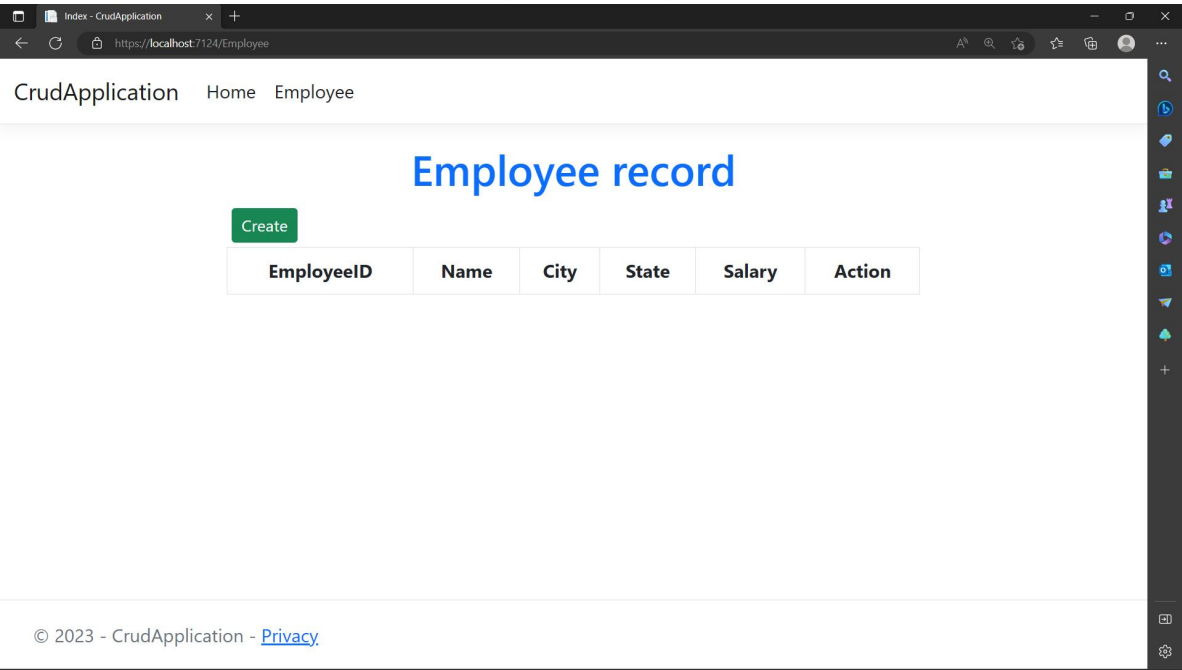 Index - CrudApplication
https://localhost:7124/Employee
CrudApplication Home Employee
Employee record
Create
EmployeeID Name City State Salary Action
© 2023 - CrudApplication - Privacy